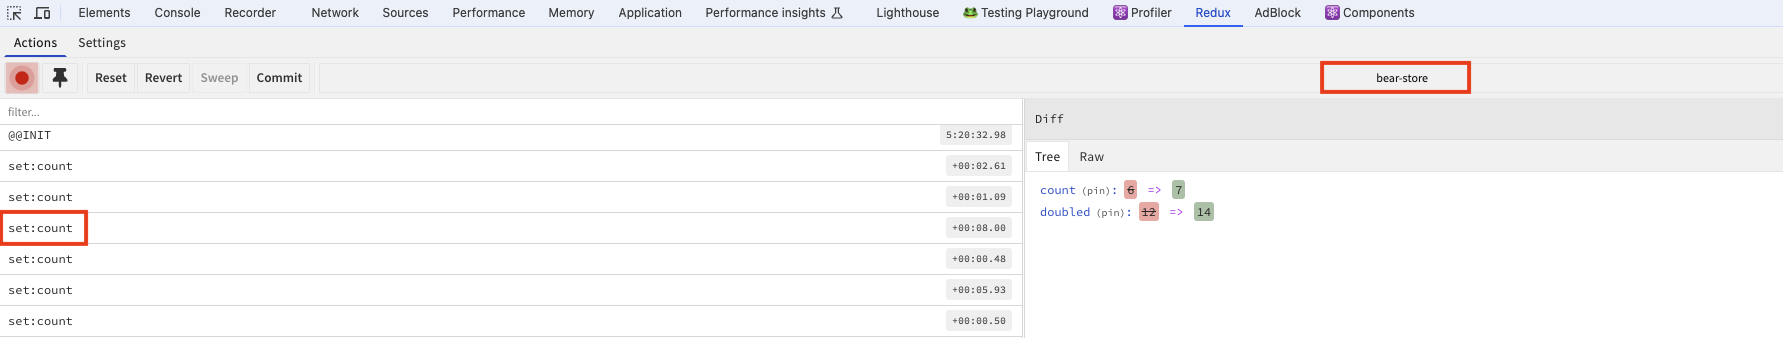 Elements Console Recorder Network Sources Performance Memory Application Performance insights Lighthouse Testing Playground Profiler Redux AdBlock Components
Actions Settings
Reset Revert Sweep Commit bear-store
filter...
@@INIT 5:20:32.98
set:count +00:02.61
set:count +00:01.09
set:count +00:08.00
set:count +00:00.48
set:count +00:05.93
set:count +00:00.50
Diff
Tree Raw
count (pin): 6 => 7
doubled (pin): 12 => 14